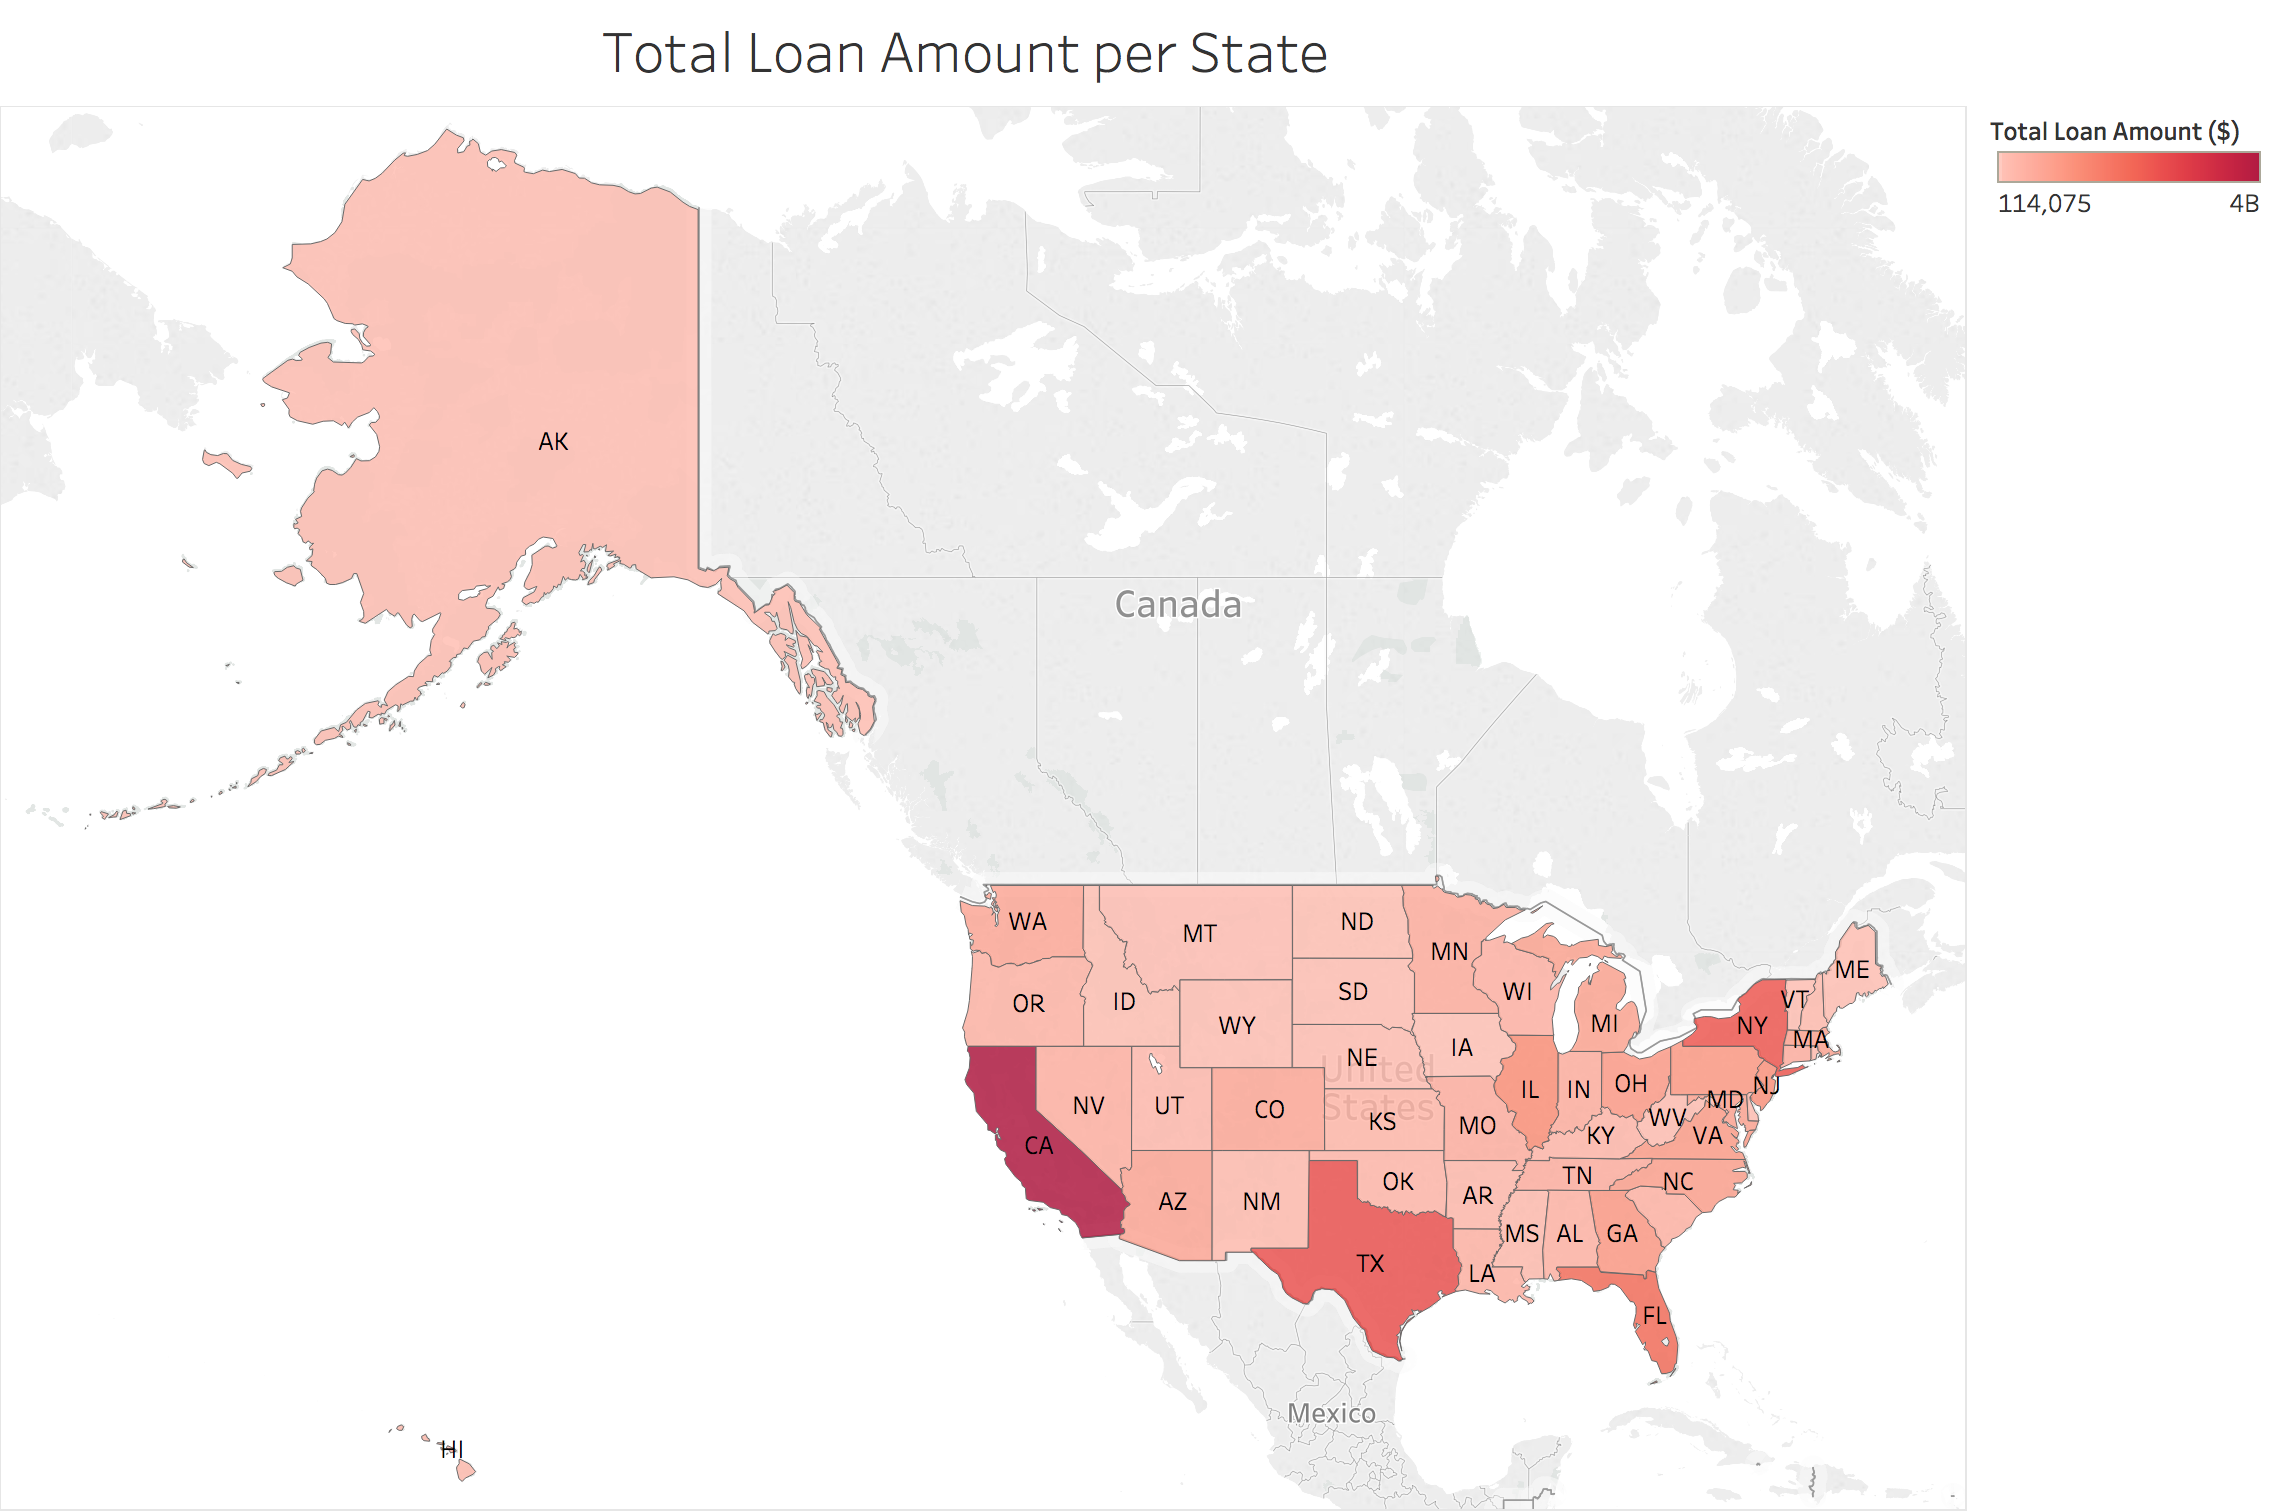 Total Loan Amount per State
Total Loan Amount ($)
114,075
4B
AK
Canada
WA
MT
ND
MN
OR
ID
WY
SD
WI
MI
NY
VT
ME
MA
CA
NV
UT
CO
NE
United
States
KS
IA
IL
IN
OH
NJ
MD
WV
VA
MO
KY
AZ
NM
OK
AR
TN
NC
TX
LA
MS
AL
GA
FL
Mexico
HI